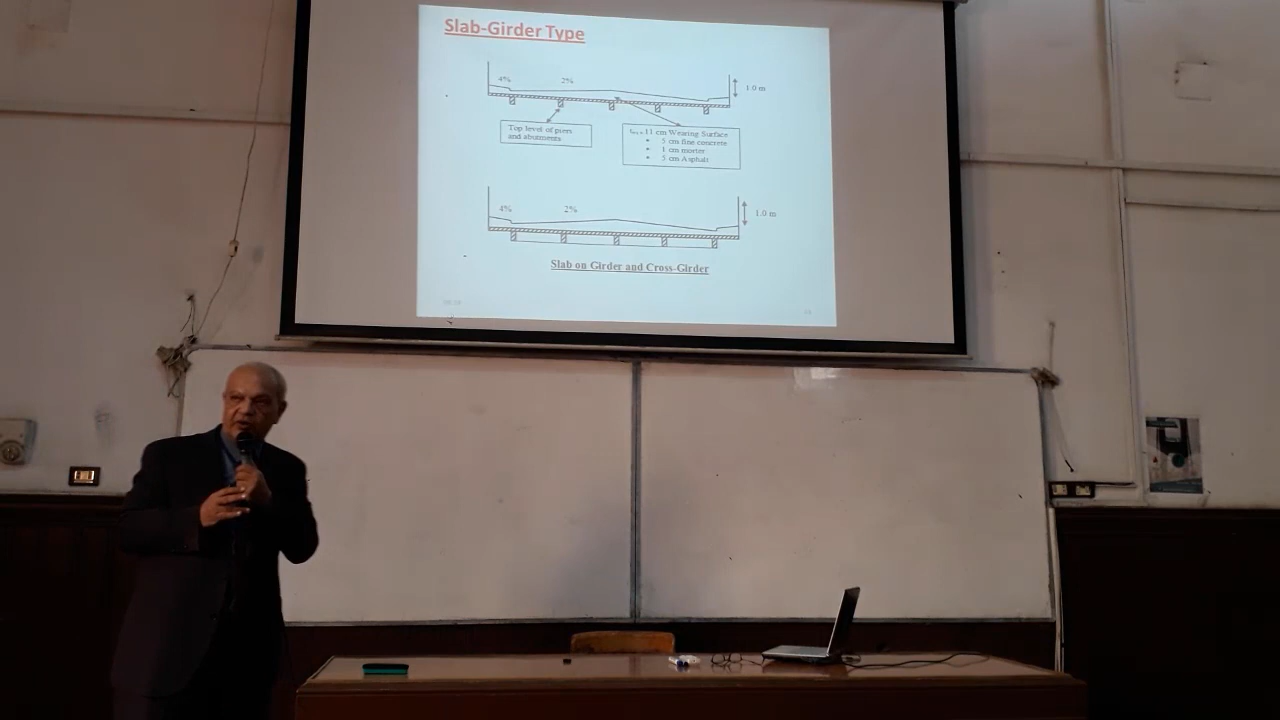 Slab-Girder Type
4%
2%
1.0 m
Top level of piers
and abutments
11 cm Wearing Surface
• 5 cm fine concrete
• 1 cm morter
• 5 cm Asphalt
4%
2%
1.0 m
Slab on Girder and Cross-Girder